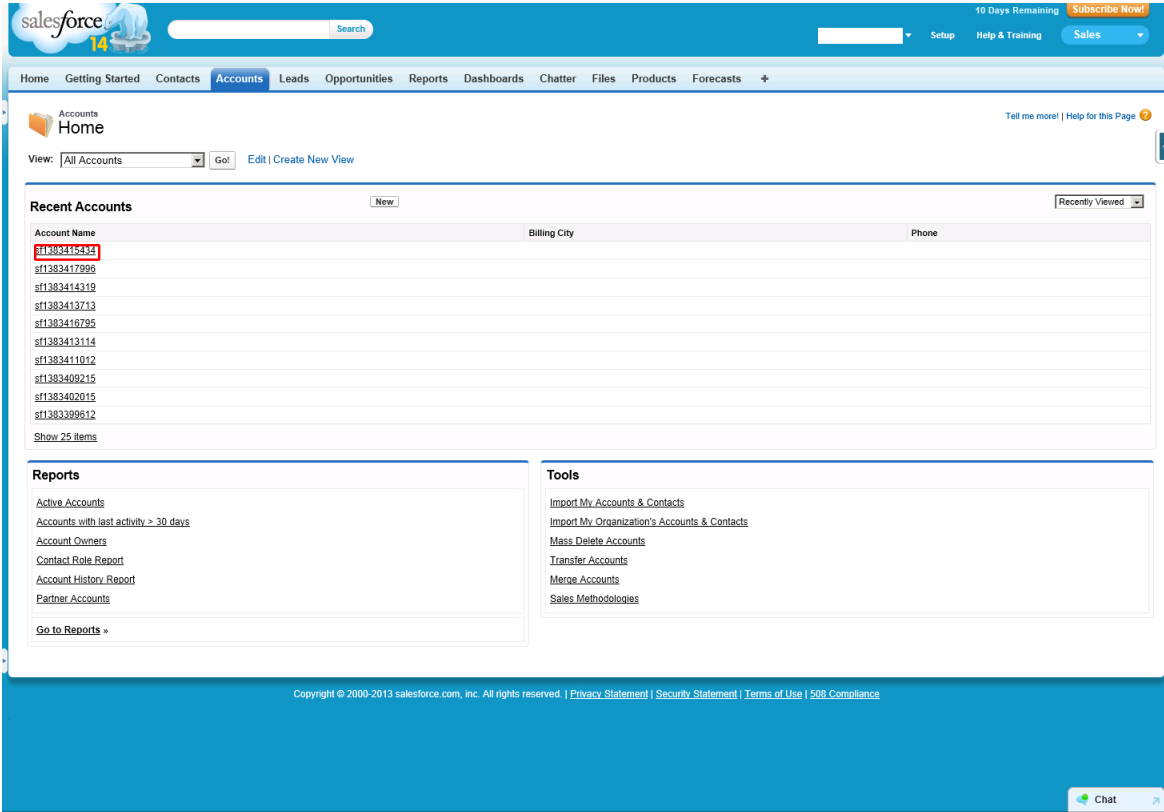 10 Days Remaining Subscribe Now!
salesforce
14
Search
Setup Help & Training Sales
Home Getting Started Contacts Accounts Leads Opportunities Reports Dashboards Chatter Files Products Forecasts +
Accounts
Home
Tell me more! | Help for this Page ?
View: All Accounts Go! Edit | Create New View
Recent Accounts New Recently Viewed
Account Name Billing City Phone
sf1383415434
sf1383417996
sf1383414319
sf1383413713
sf1383416795
sf1383413114
sf1383411012
sf1383409215
sf1383402015
sf1383399612
Show 25 items
Reports
Active Accounts
Accounts with last activity > 30 days
Account Owners
Contact Role Report
Account History Report
Partner Accounts
Go to Reports »
Tools
Import My Accounts & Contacts
Import My Organization's Accounts & Contacts
Mass Delete Accounts
Transfer Accounts
Merge Accounts
Sales Methodologies
Copyright © 2000-2013 salesforce.com, inc. All rights reserved. | Privacy Statement | Security Statement | Terms of Use | 508 Compliance
Chat